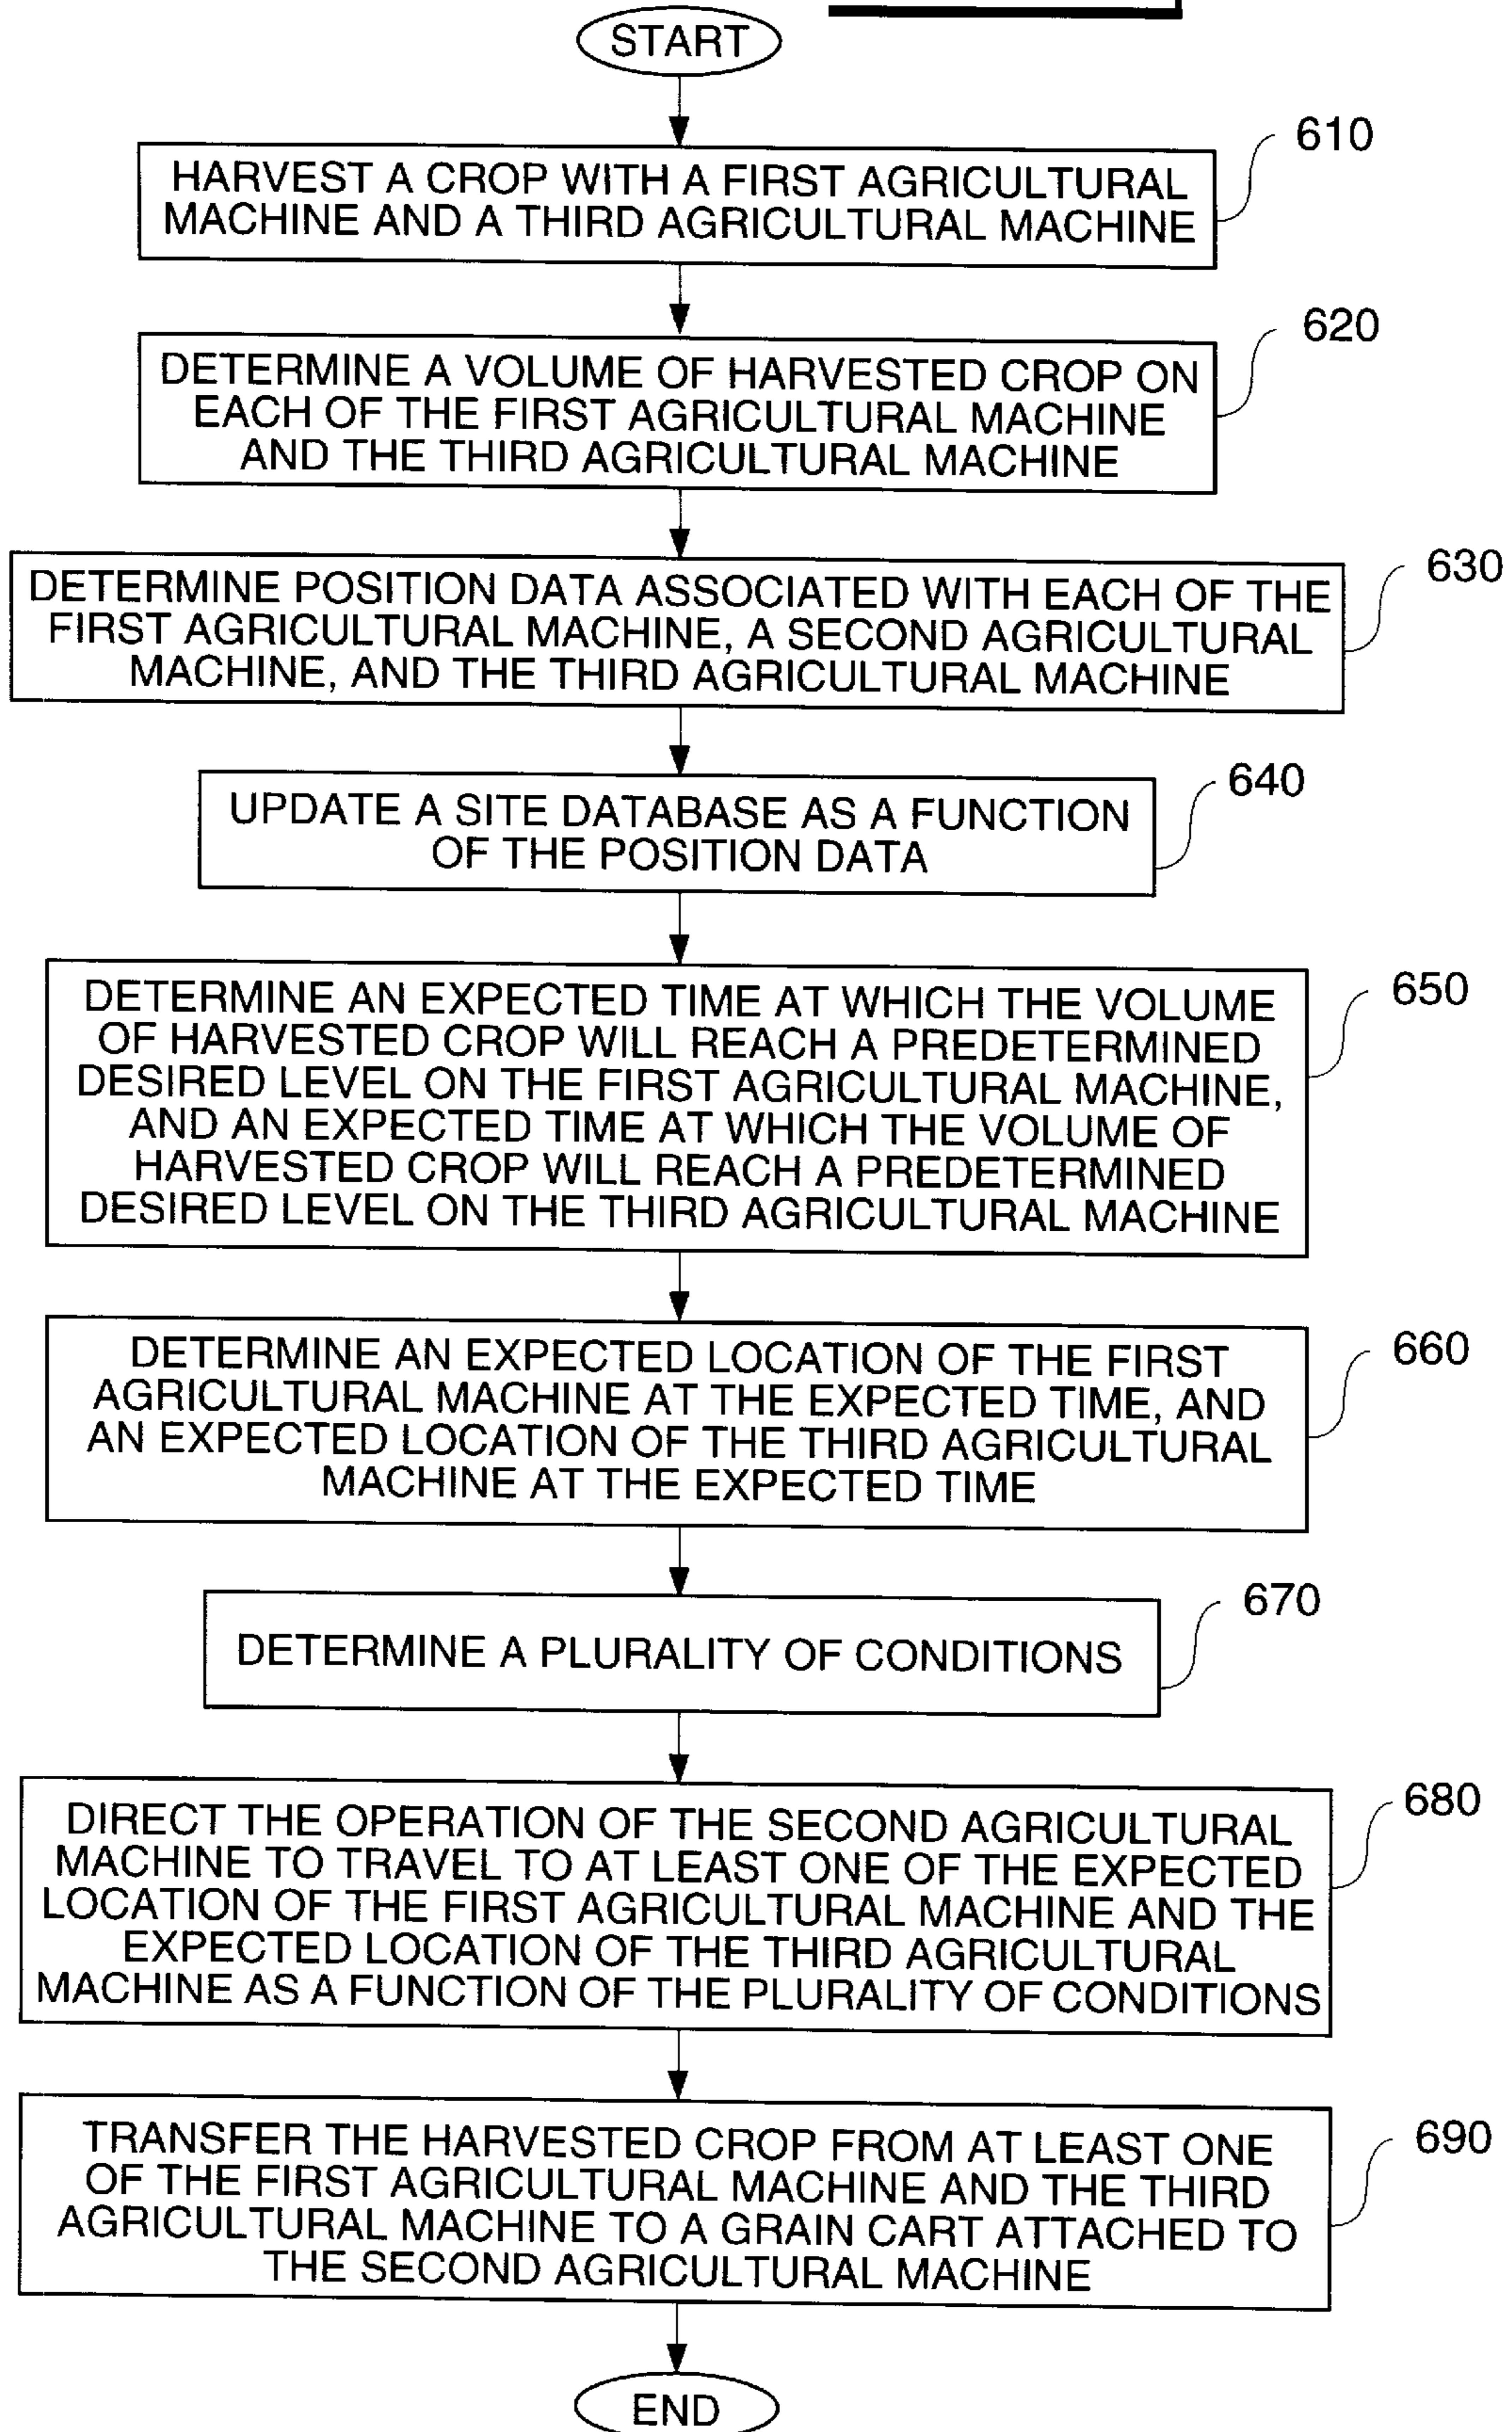 START
610
HARVEST A CROP WITH A FIRST AGRICULTURAL
MACHINE AND A THIRD AGRICULTURAL MACHINE
620
DETERMINE A VOLUME OF HARVESTED CROP ON
EACH OF THE FIRST AGRICULTURAL MACHINE
AND THE THIRD AGRICULTURAL MACHINE
630
DETERMINE POSITION DATA ASSOCIATED WITH EACH OF THE
FIRST AGRICULTURAL MACHINE, A SECOND AGRICULTURAL
MACHINE, AND THE THIRD AGRICULTURAL MACHINE
640
UPDATE A SITE DATABASE AS A FUNCTION
OF THE POSITION DATA
650
DETERMINE AN EXPECTED TIME AT WHICH THE VOLUME
OF HARVESTED CROP WILL REACH A PREDETERMINED
DESIRED LEVEL ON THE FIRST AGRICULTURAL MACHINE,
AND AN EXPECTED TIME AT WHICH THE VOLUME OF
HARVESTED CROP WILL REACH A PREDETERMINED
DESIRED LEVEL ON THE THIRD AGRICULTURAL MACHINE
660
DETERMINE AN EXPECTED LOCATION OF THE FIRST
AGRICULTURAL MACHINE AT THE EXPECTED TIME, AND
AN EXPECTED LOCATION OF THE THIRD AGRICULTURAL
MACHINE AT THE EXPECTED TIME
670
DETERMINE A PLURALITY OF CONDITIONS
680
DIRECT THE OPERATION OF THE SECOND AGRICULTURAL
MACHINE TO TRAVEL TO AT LEAST ONE OF THE EXPECTED
LOCATION OF THE FIRST AGRICULTURAL MACHINE AND THE
EXPECTED LOCATION OF THE THIRD AGRICULTURAL
MACHINE AS A FUNCTION OF THE PLURALITY OF CONDITIONS
690
TRANSFER THE HARVESTED CROP FROM AT LEAST ONE
OF THE FIRST AGRICULTURAL MACHINE AND THE THIRD
AGRICULTURAL MACHINE TO A GRAIN CART ATTACHED TO
THE SECOND AGRICULTURAL MACHINE
END